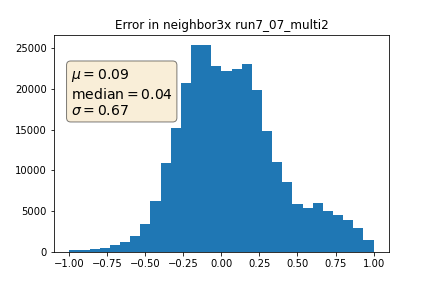 Error in neighbor3x run7_07_multi2
25000
20000
15000
10000
5000
0
μ = 0.09
median = 0.04
σ = 0.67
−1.00 −0.75 −0.50 −0.25 0.00 0.25 0.50 0.75 1.00